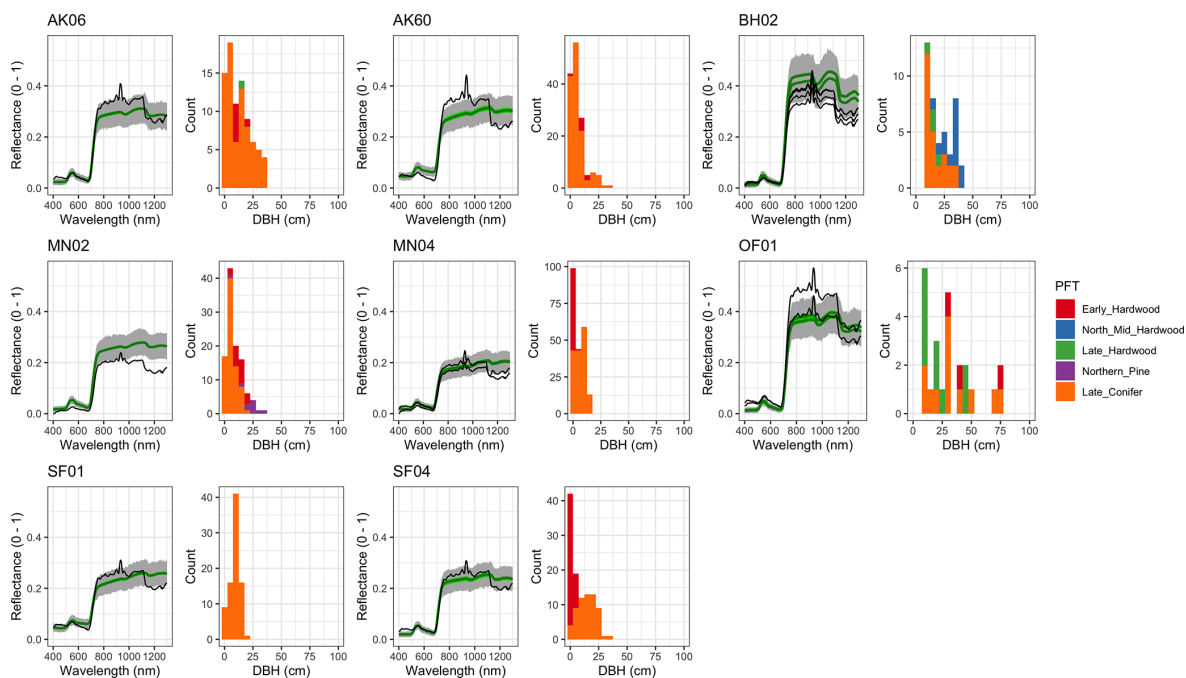 AK06
AK60
BH02
Reflectance (0 - 1)
0.4
0.2
0.0
400 600 800 1000 1200
Wavelength (nm)
Count
15
10
5
0
0 25 50 75 100
DBH (cm)
Reflectance (0 - 1)
0.4
0.2
0.0
400 600 800 1000 1200
Wavelength (nm)
Count
40
20
0
0 25 50 75 100
DBH (cm)
Reflectance (0 - 1)
0.4
0.2
0.0
400 600 800 1000 1200
Wavelength (nm)
Count
10
5
0
0 25 50 75 100
DBH (cm)
MN02
MN04
OF01
Reflectance (0 - 1)
0.4
0.2
0.0
400 600 800 1000 1200
Wavelength (nm)
Count
40
30
20
10
0
0 25 50 75 100
DBH (cm)
Reflectance (0 - 1)
0.4
0.2
0.0
400 600 800 1000 1200
Wavelength (nm)
Count
100
75
50
25
0
0 25 50 75 100
DBH (cm)
Reflectance (0 - 1)
0.4
0.2
0.0
400 600 800 1000 1200
Wavelength (nm)
Count
6
4
2
0
0 25 50 75 100
DBH (cm)
PFT
Early_Hardwood
North_Mid_Hardwood
Late_Hardwood
Northern_Pine
Late_Conifer
SF01
SF04
Reflectance (0 - 1)
0.4
0.2
0.0
400 600 800 1000 1200
Wavelength (nm)
Count
40
30
20
10
0
0 25 50 75 100
DBH (cm)
Reflectance (0 - 1)
0.4
0.2
0.0
400 600 800 1000 1200
Wavelength (nm)
Count
40
30
20
10
0
0 25 50 75 100
DBH (cm)